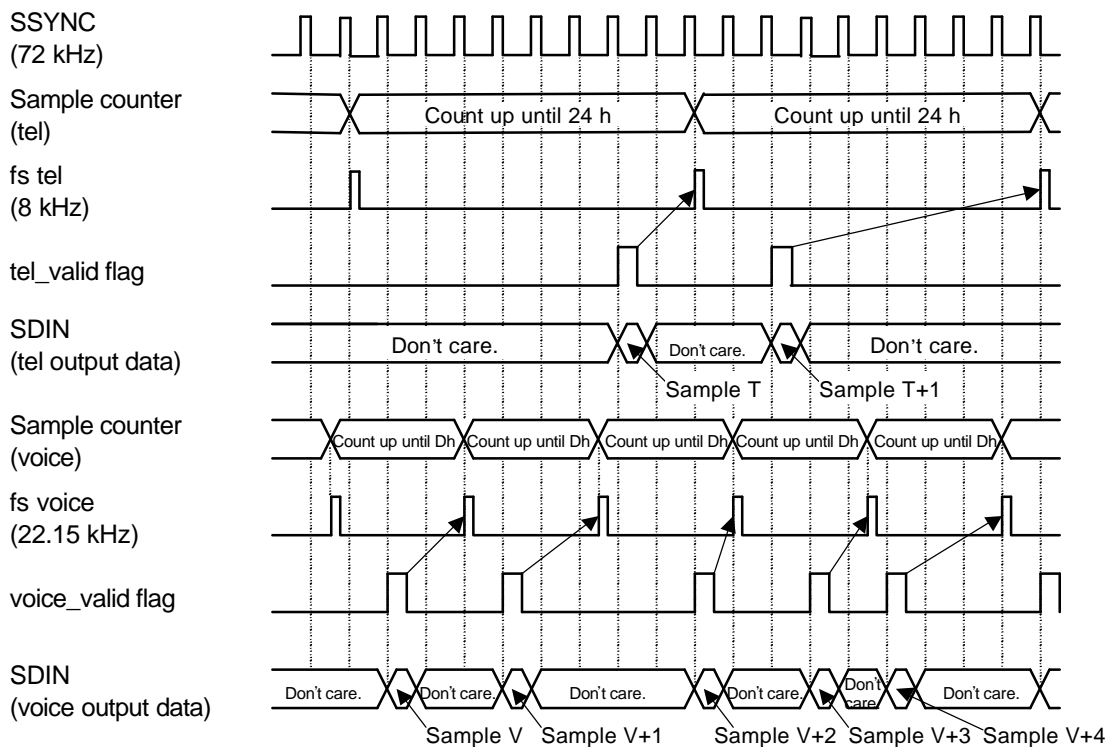 SSYNC
(72 kHz)
Sample counter
(tel)
Count up until 24 h
Count up until 24 h
fs tel
(8 kHz)
tel_valid flag
SDIN
(tel output data)
Don't care.
Don't care.
Don't care.
Sample T
Sample T+1
Sample counter
(voice)
Count up until Dh
Count up until Dh
Count up until Dh
Count up until Dh
Count up until Dh
fs voice
(22.15 kHz)
voice_valid flag
SDIN
(voice output data)
Don't care.
Don't care.
Don't care.
Don't care.
Don't
care.
Don't care.
Sample V
Sample V+1
Sample V+2
Sample V+3
Sample V+4